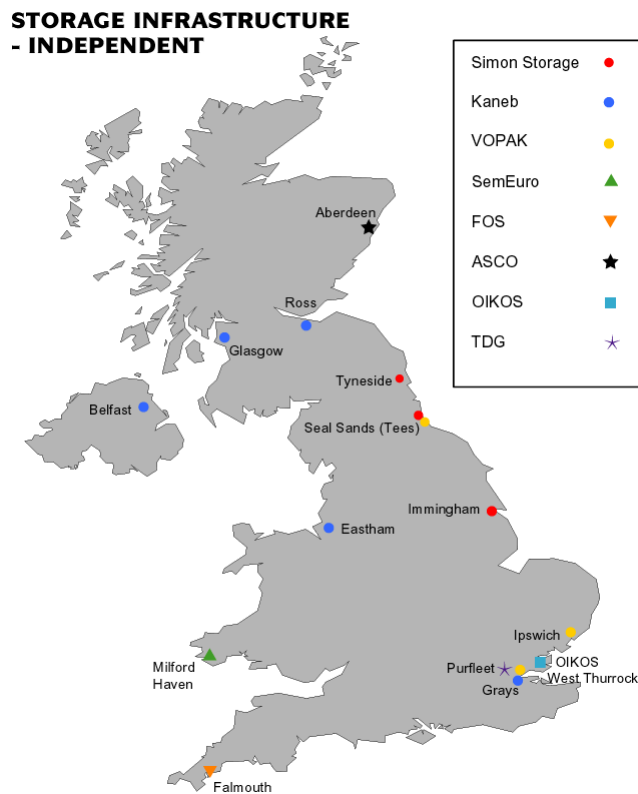 STORAGE INFRASTRUCTURE
- INDEPENDENT
Simon Storage
Kaneb
VOPAK
SemEuro
FOS
ASCO
OIKOS
TDG
Aberdeen
Ross
Glasgow
Tyneside
Belfast
Seal Sands (Tees)
Immingham
Eastham
Ipswich
Milford
Haven
Purfleet
OIKOS
West Thurrock
Grays
Falmouth